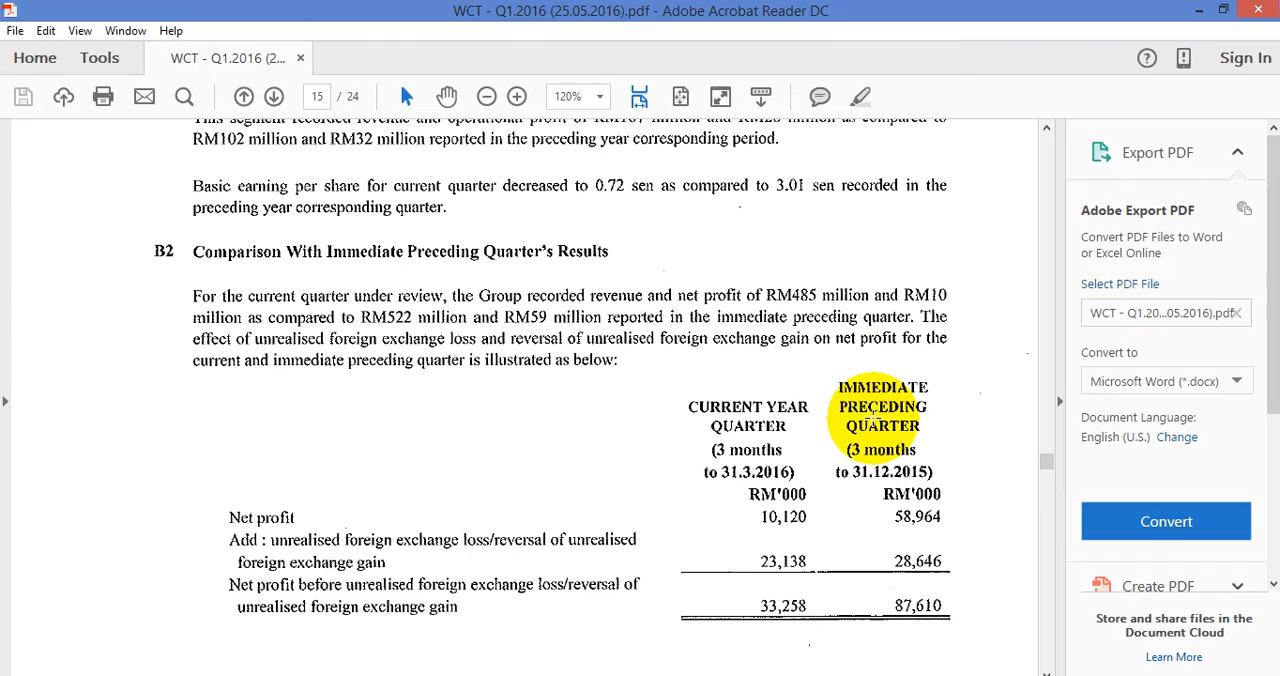 WCT - Q1.2016 (25.05.2016).pdf - Adobe Acrobat Reader DC
File Edit View Window Help
Home Tools WCT - Q1.2016 (2... × Sign In
15 / 24 120%
RM102 million and RM32 million reported in the preceding year corresponding period.
Basic earning per share for current quarter decreased to 0.72 sen as compared to 3.01 sen recorded in the
preceding year corresponding quarter.
B2 Comparison With Immediate Preceding Quarter's Results
For the current quarter under review, the Group recorded revenue and net profit of RM485 million and RM10
million as compared to RM522 million and RM59 million reported in the immediate preceding quarter. The
effect of unrealised foreign exchange loss and reversal of unrealised foreign exchange gain on net profit for the
current and immediate preceding quarter is illustrated as below:
IMMEDIATE
CURRENT YEAR PRECEDING
QUARTER QUARTER
(3 months (3 months
to 31.3.2016) to 31.12.2015)
RM'000 RM'000
Net profit 10,120 58,964
Add : unrealised foreign exchange loss/reversal of unrealised
foreign exchange gain 23,138 28,646
Net profit before unrealised foreign exchange loss/reversal of
unrealised foreign exchange gain 33,258 87,610
Export PDF
Adobe Export PDF
Convert PDF Files to Word
or Excel Online
Select PDF File
WCT - Q1.20...05.2016).pdf
Convert to
Microsoft Word (*.docx)
Document Language:
English (U.S.) Change
Convert
Create PDF
Store and share files in the
Document Cloud
Learn More